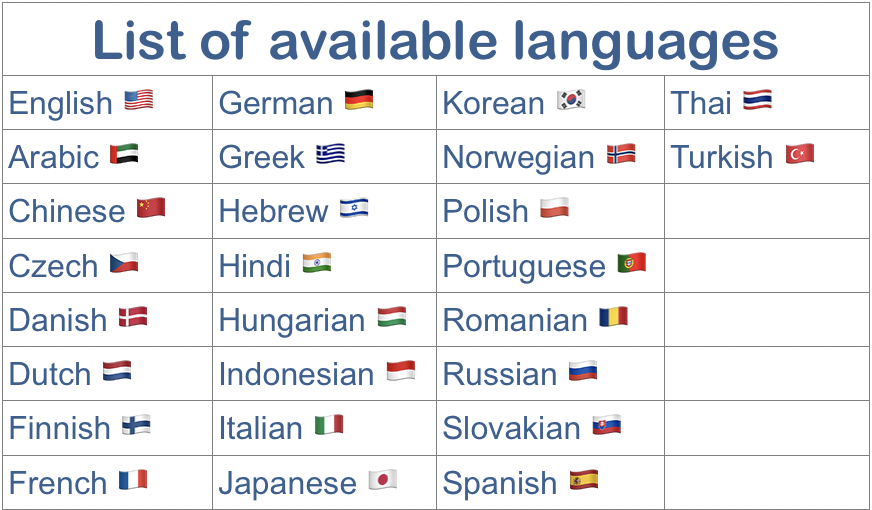 List of available languages
English German Korean Thai
Arabic Greek Norwegian Turkish
Chinese Hebrew Polish
Czech Hindi Portuguese
Danish Hungarian Romanian
Dutch Indonesian Russian
Finnish Italian Slovakian
French Japanese Spanish